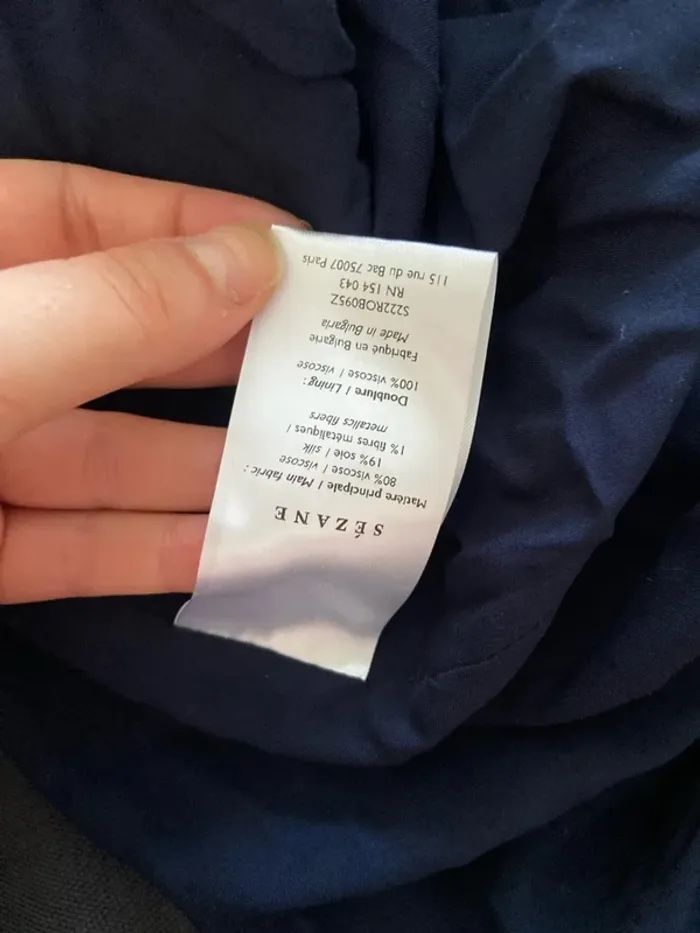 SÉZANE
Matière principale / Main fabric :
80% viscose / viscose
19% soie / silk
1% fibres métalliques /
metallics fibers
Doublure / Lining :
100% viscose / viscose
Fabriqué en Bulgarie
Made in Bulgaria
S222ROB095Z
RN 154 043
115 rue du Bac 75007 Paris